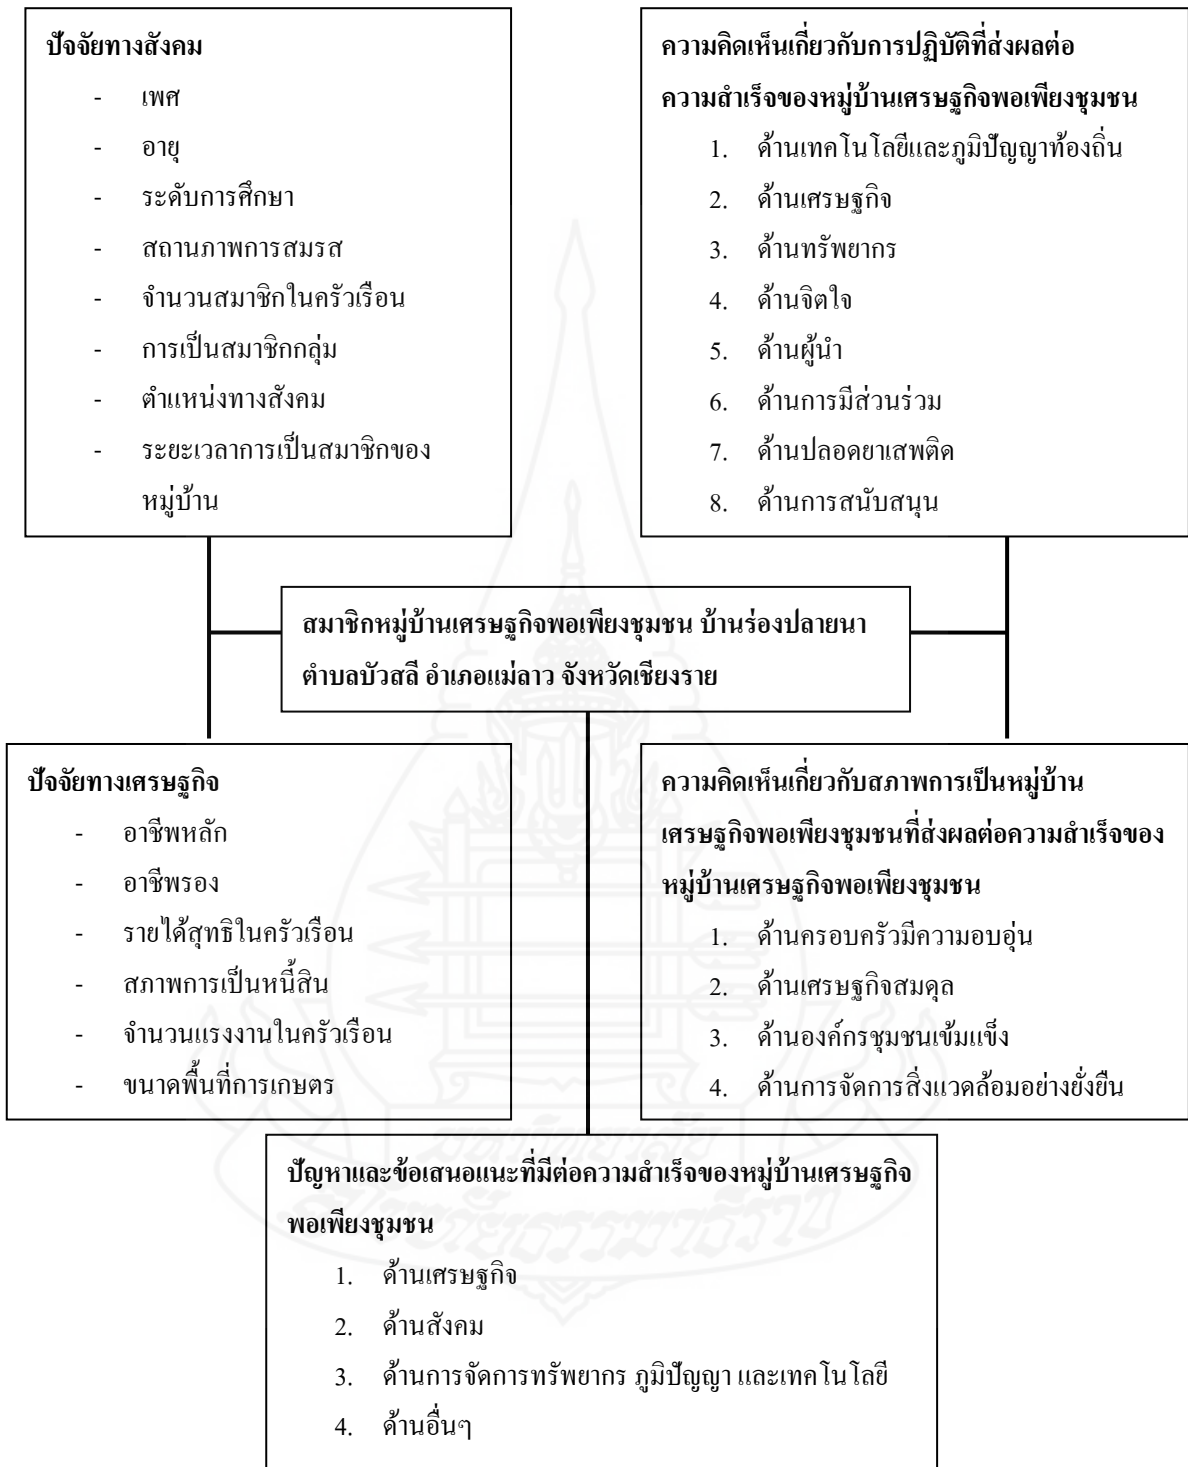 ปัจจัยทางสังคม
- เพศ
- อายุ
- ระดับการศึกษา
- สถานภาพการสมรส
- จำนวนสมาชิกในครัวเรือน
- การเป็นสมาชิกกลุ่ม
- ตำแหน่งทางสังคม
- ระยะเวลาการเป็นสมาชิกของ
หมู่บ้าน
ความคิดเห็นเกี่ยวกับการปฏิบัติที่ส่งผลต่อ
ความสำเร็จของหมู่บ้านเศรษฐกิจพอเพียงชุมชน
1. ด้านเทคโนโลยีและภูมิปัญญาท้องถิ่น
2. ด้านเศรษฐกิจ
3. ด้านทรัพยากร
4. ด้านจิตใจ
5. ด้านผู้นำ
6. ด้านการมีส่วนร่วม
7. ด้านปลอดยาเสพติด
8. ด้านการสนับสนุน
สมาชิกหมู่บ้านเศรษฐกิจพอเพียงชุมชน บ้านร่องปลายนา
ตำบลบัวสลี อำเภอแม่ลาว จังหวัดเชียงราย
ปัจจัยทางเศรษฐกิจ
- อาชีพหลัก
- อาชีพรอง
- รายได้สุทธิในครัวเรือน
- สภาพการเป็นหนี้สิน
- จำนวนแรงงานในครัวเรือน
- ขนาดพื้นที่การเกษตร
ความคิดเห็นเกี่ยวกับสภาพการเป็นหมู่บ้าน
เศรษฐกิจพอเพียงชุมชนที่ส่งผลต่อความสำเร็จของ
หมู่บ้านเศรษฐกิจพอเพียงชุมชน
1. ด้านครอบครัวมีความอบอุ่น
2. ด้านเศรษฐกิจสมดุล
3. ด้านองค์กรชุมชนเข้มแข็ง
4. ด้านการจัดการสิ่งแวดล้อมอย่างยั่งยืน
มหาวิทยาลัย
สุโขทัยธรรมาธิราช
ปัญหาและข้อเสนอแนะที่มีต่อความสำเร็จของหมู่บ้านเศรษฐกิจ
พอเพียงชุมชน
1. ด้านเศรษฐกิจ
2. ด้านสังคม
3. ด้านการจัดการทรัพยากร ภูมิปัญญา และเทคโนโลยี
4. ด้านอื่นๆ